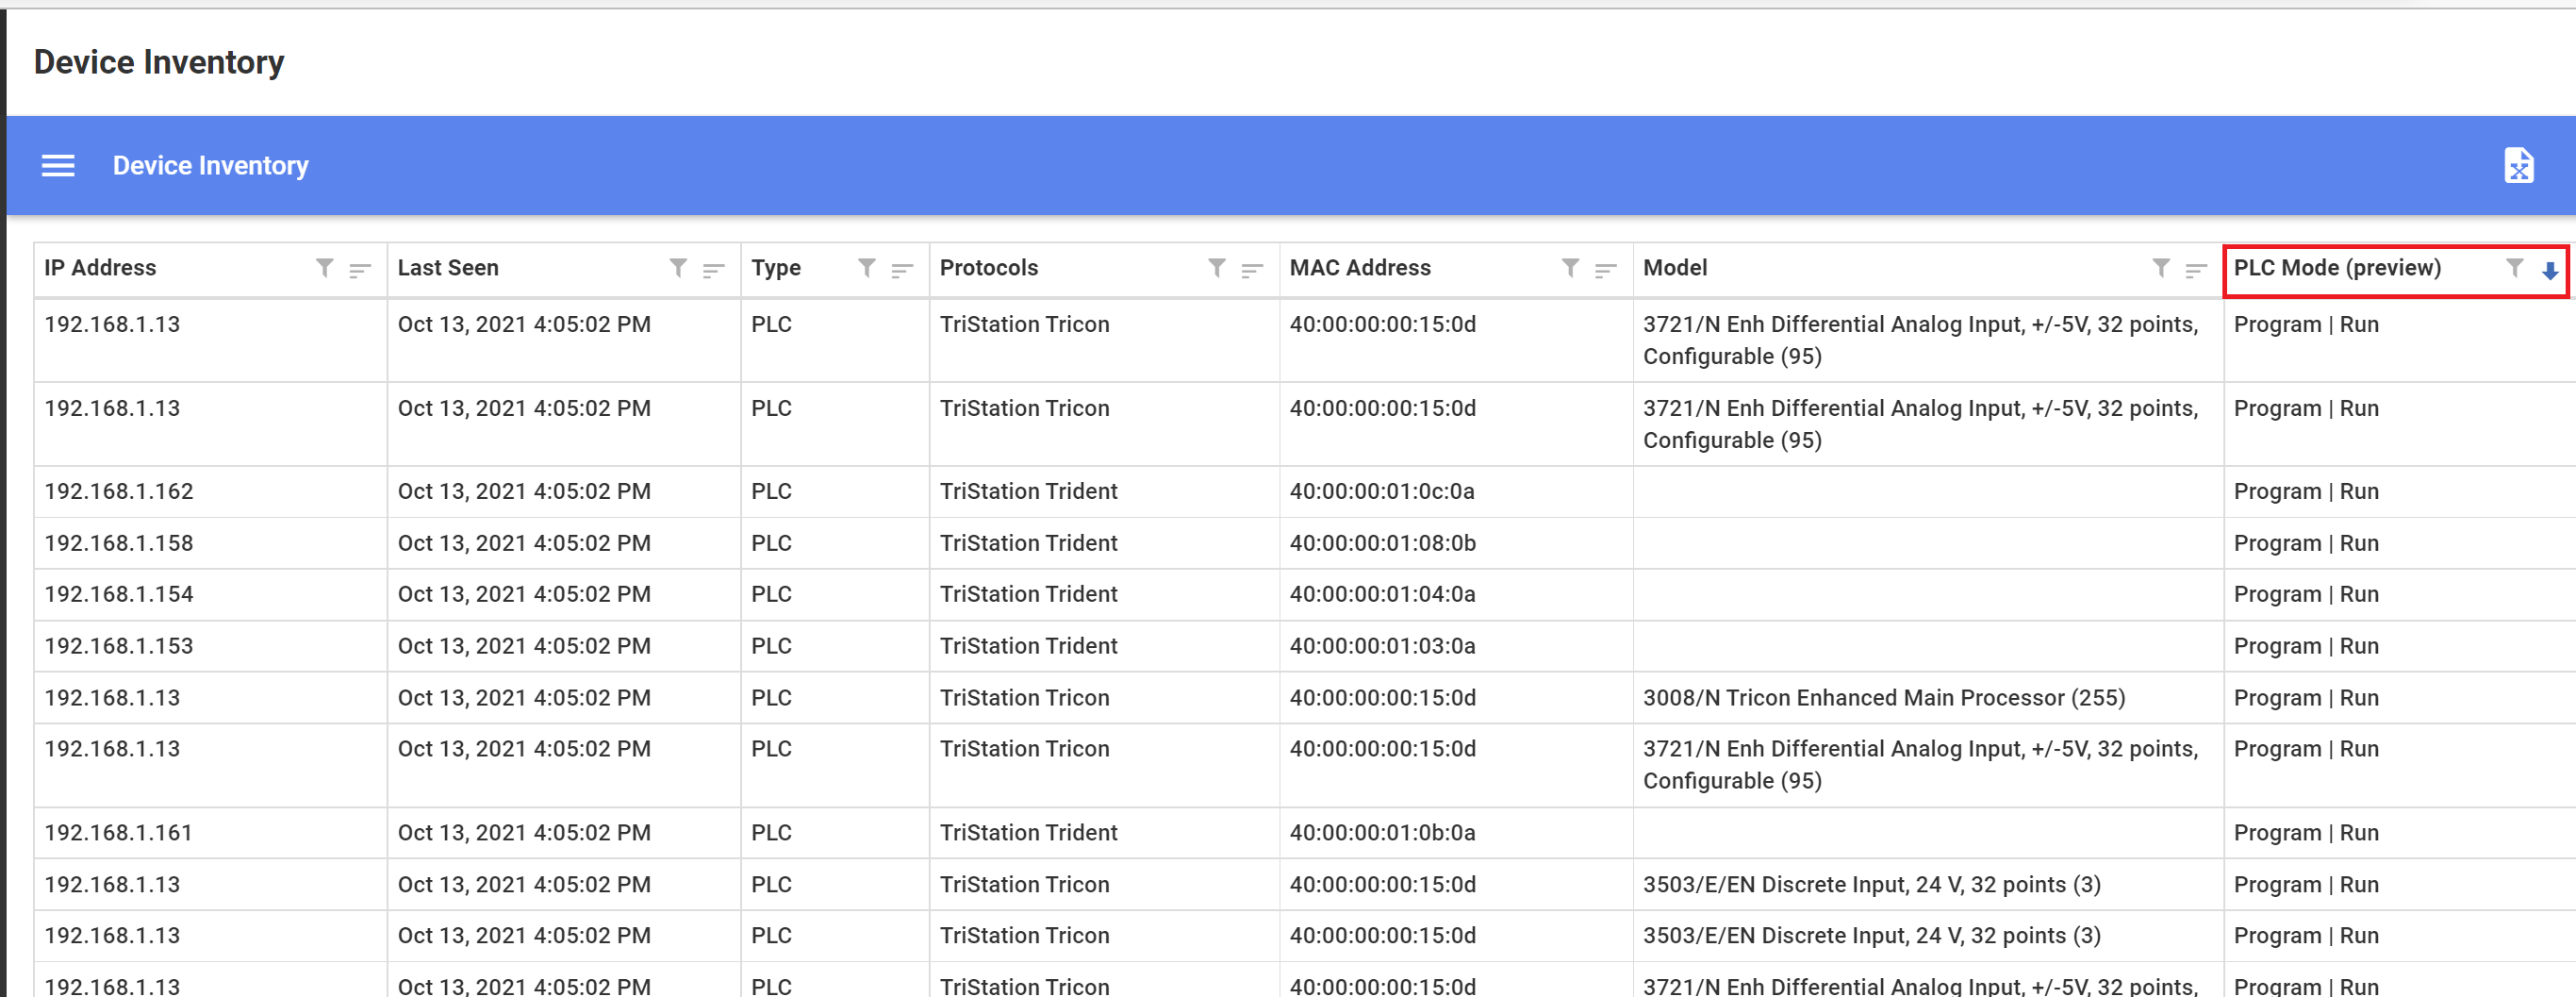 Device Inventory
Device Inventory
IP Address Last Seen Type Protocols MAC Address Model PLC Mode (preview)
192.168.1.13 Oct 13, 2021 4:05:02 PM PLC TriStation Tricon 40:00:00:00:15:0d 3721/N Enh Differential Analog Input, +/-5V, 32 points, Program | Run
Configurable (95)
192.168.1.13 Oct 13, 2021 4:05:02 PM PLC TriStation Tricon 40:00:00:00:15:0d 3721/N Enh Differential Analog Input, +/-5V, 32 points, Program | Run
Configurable (95)
192.168.1.162 Oct 13, 2021 4:05:02 PM PLC TriStation Trident 40:00:00:01:0c:0a Program | Run
192.168.1.158 Oct 13, 2021 4:05:02 PM PLC TriStation Trident 40:00:00:01:08:0b Program | Run
192.168.1.154 Oct 13, 2021 4:05:02 PM PLC TriStation Trident 40:00:00:01:04:0a Program | Run
192.168.1.153 Oct 13, 2021 4:05:02 PM PLC TriStation Trident 40:00:00:01:03:0a Program | Run
192.168.1.13 Oct 13, 2021 4:05:02 PM PLC TriStation Tricon 40:00:00:00:15:0d 3008/N Tricon Enhanced Main Processor (255) Program | Run
192.168.1.13 Oct 13, 2021 4:05:02 PM PLC TriStation Tricon 40:00:00:00:15:0d 3721/N Enh Differential Analog Input, +/-5V, 32 points, Program | Run
Configurable (95)
192.168.1.161 Oct 13, 2021 4:05:02 PM PLC TriStation Trident 40:00:00:01:0b:0a Program | Run
192.168.1.13 Oct 13, 2021 4:05:02 PM PLC TriStation Tricon 40:00:00:00:15:0d 3503/E/EN Discrete Input, 24 V, 32 points (3) Program | Run
192.168.1.13 Oct 13, 2021 4:05:02 PM PLC TriStation Tricon 40:00:00:00:15:0d 3503/E/EN Discrete Input, 24 V, 32 points (3) Program | Run
192.168.1.13 Oct 13, 2021 4:05:02 PM PLC TriStation Tricon 40:00:00:00:15:0d 3721/N Enh Differential Analog Input, +/-5V, 32 points, Program | Run